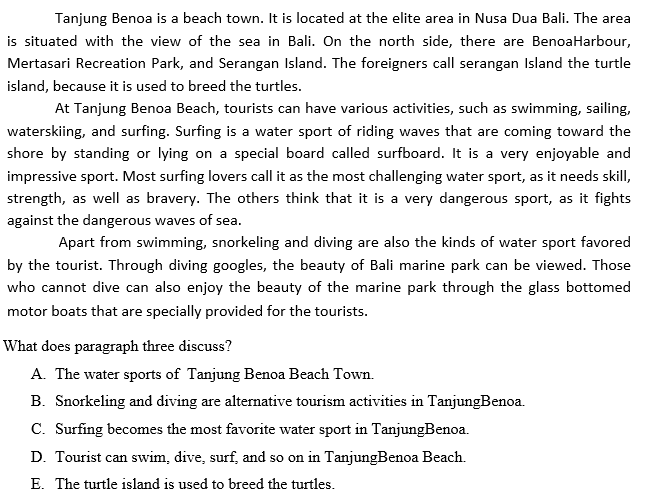 Tanjung Benoa is a beach town. It is located at the elite area in Nusa Dua Bali. The area
is situated with the view of the sea in Bali. On the north side, there are BenoaHarbour,
Mertasari Recreation Park, and Serangan Island. The foreigners call serangan Island the turtle
island, because it is used to breed the turtles.
At Tanjung Benoa Beach, tourists can have various activities, such as swimming, sailing,
waterskiing, and surfing. Surfing is a water sport of riding waves that are coming toward the
shore by standing or lying on a special board called surfboard. It is a very enjoyable and
impressive sport. Most surfing lovers call it as the most challenging water sport, as it needs skill,
strength, as well as bravery. The others think that it is a very dangerous sport, as it fights
against the dangerous waves of sea.
Apart from swimming, snorkeling and diving are also the kinds of water sport favored
by the tourist. Through diving googles, the beauty of Bali marine park can be viewed. Those
who cannot dive can also enjoy the beauty of the marine park through the glass bottomed
motor boats that are specially provided for the tourists.
What does paragraph three discuss?
A. The water sports of Tanjung Benoa Beach Town.
B. Snorkeling and diving are alternative tourism activities in TanjungBenoa.
C. Surfing becomes the most favorite water sport in TanjungBenoa.
D. Tourist can swim, dive, surf, and so on in TanjungBenoa Beach.
E. The turtle island is used to breed the turtles.